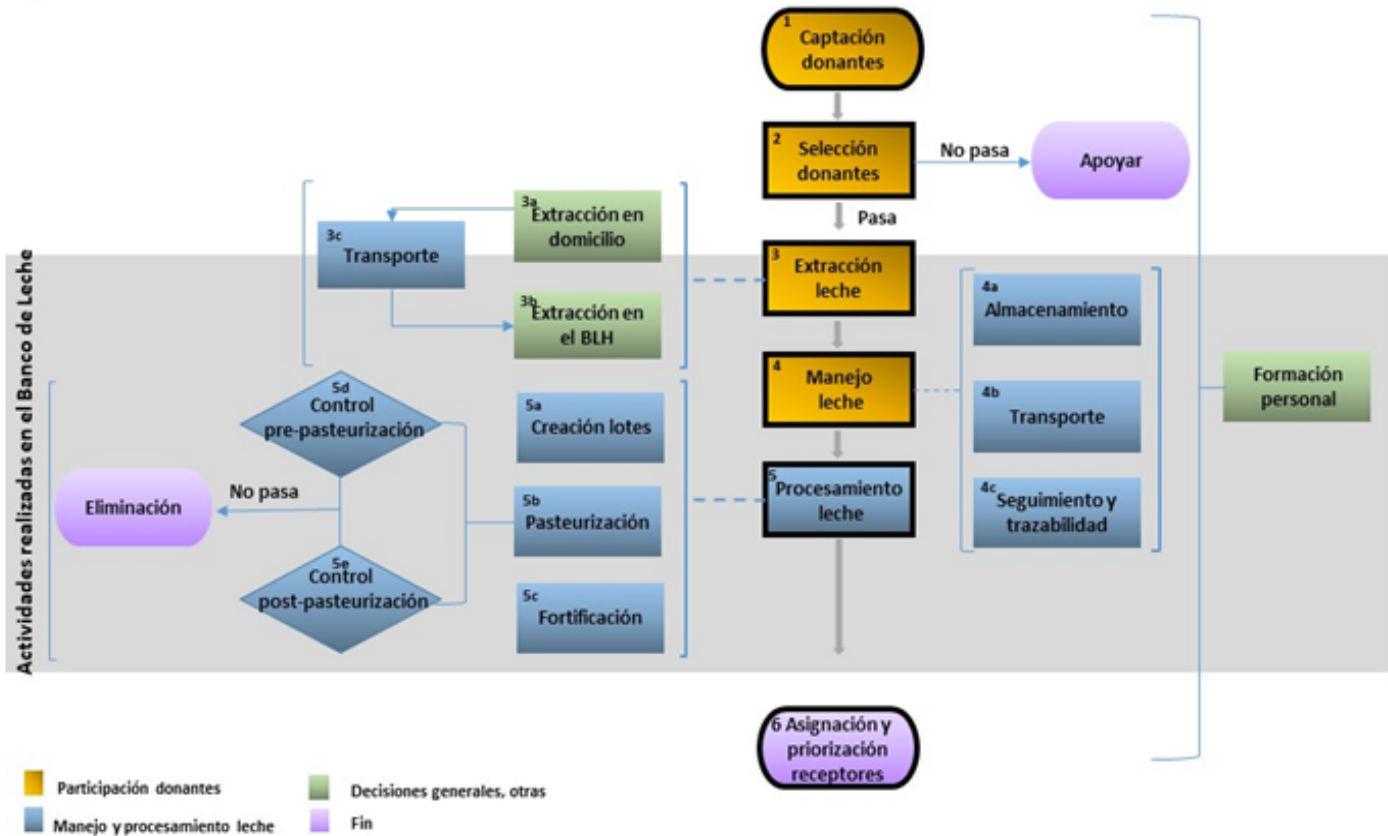 1
Captación
donantes
2
Selección
donantes
No pasa
Apoyar
Pasa
3a
Extracción en
domicilio
3c
Transporte
3b
Extracción en
el BLH
3
Extracción
leche
4a
Almacenamiento
4
Manejo
leche
4b
Transporte
4c
Seguimiento y
trazabilidad
Formación
personal
5d
Control
pre-pasteurización
5a
Creación lotes
5
Procesamiento
leche
No pasa
Eliminación
5b
Pasteurización
5e
Control
post-pasteurización
5c
Fortificación
Actividades realizadas en el Banco de Leche
6 Asignación y
priorización
receptores
Participación donantes
Decisiones generales, otras
Manejo y procesamiento leche
Fin